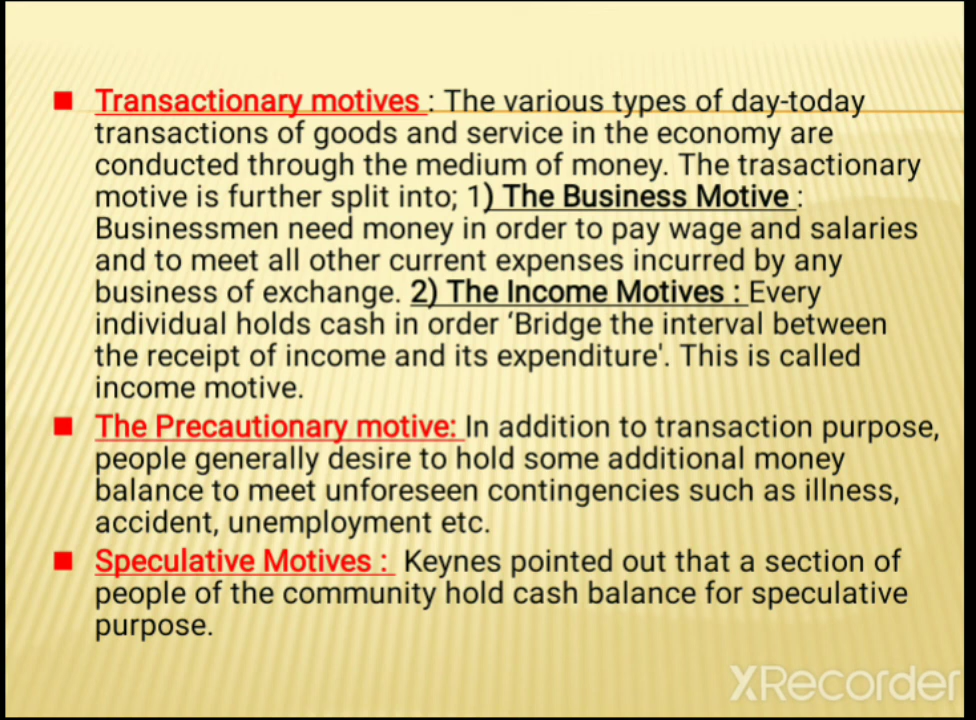 Transactionary motives : The various types of day-today
transactions of goods and service in the economy are
conducted through the medium of money. The trasactionary
motive is further split into; 1) The Business Motive :
Businessmen need money in order to pay wage and salaries
and to meet all other current expenses incurred by any
business of exchange. 2) The Income Motives : Every
individual holds cash in order ‘Bridge the interval between
the receipt of income and its expenditure'. This is called
income motive.
The Precautionary motive: In addition to transaction purpose,
people generally desire to hold some additional money
balance to meet unforeseen contingencies such as illness,
accident, unemployment etc.
Speculative Motives : Keynes pointed out that a section of
people of the community hold cash balance for speculative
purpose.
XRecorder